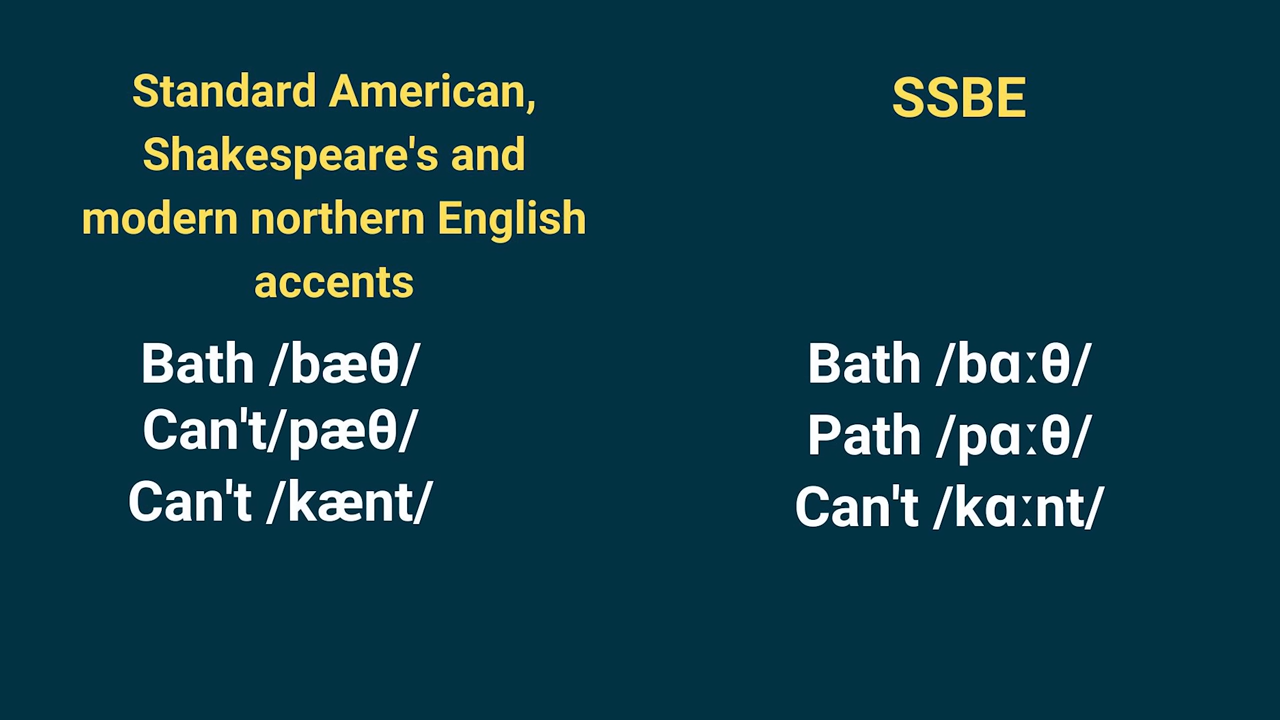 Standard American,
Shakespeare's and
modern northern English
accents
Bath /bæθ/
Can't/pæθ/
Can't /kænt/
SSBE
Bath /bɑːθ/
Path /pɑːθ/
Can't /kɑːnt/